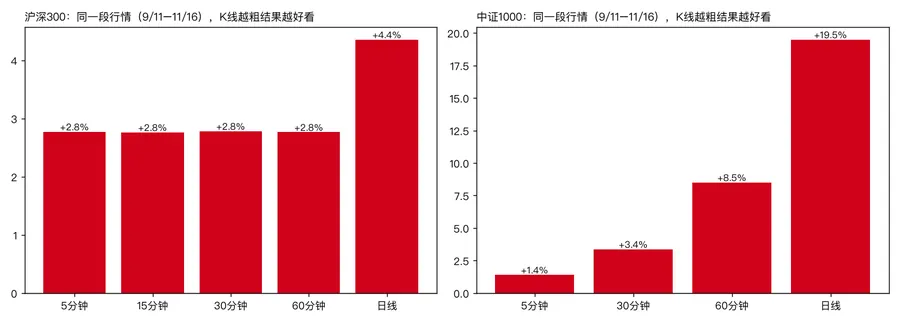 沪深300：同一段行情（9/11—11/16），K线越粗结果越好看
+4.4%
4
3
+2.8%
+2.8%
+2.8%
+2.8%
2
1
0
5分钟
15分钟
30分钟
60分钟
日线
中证1000：同一段行情（9/11—11/16），K线越粗结果越好看
20.0
+19.5%
17.5
15.0
12.5
10.0
+8.5%
7.5
5.0
+3.4%
2.5
+1.4%
0.0
5分钟
30分钟
60分钟
日线